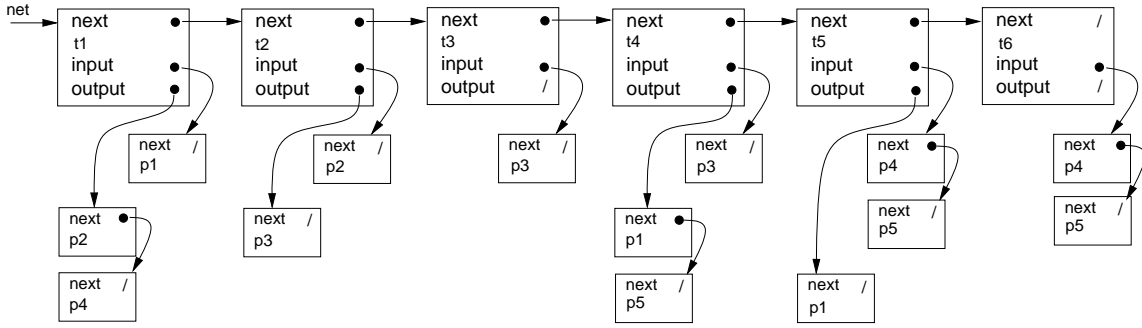 net
next
t1
input
output
next
t2
input
output
next
t3
input
output /
next
t4
input
output
next
t5
input
output
next /
t6
input
output /
next /
p1
next /
p2
next /
p3
next /
p3
next
p4
next
p4
next
p2
next /
p3
next
p1
next /
p5
next /
p5
next /
p4
next /
p5
next /
p1